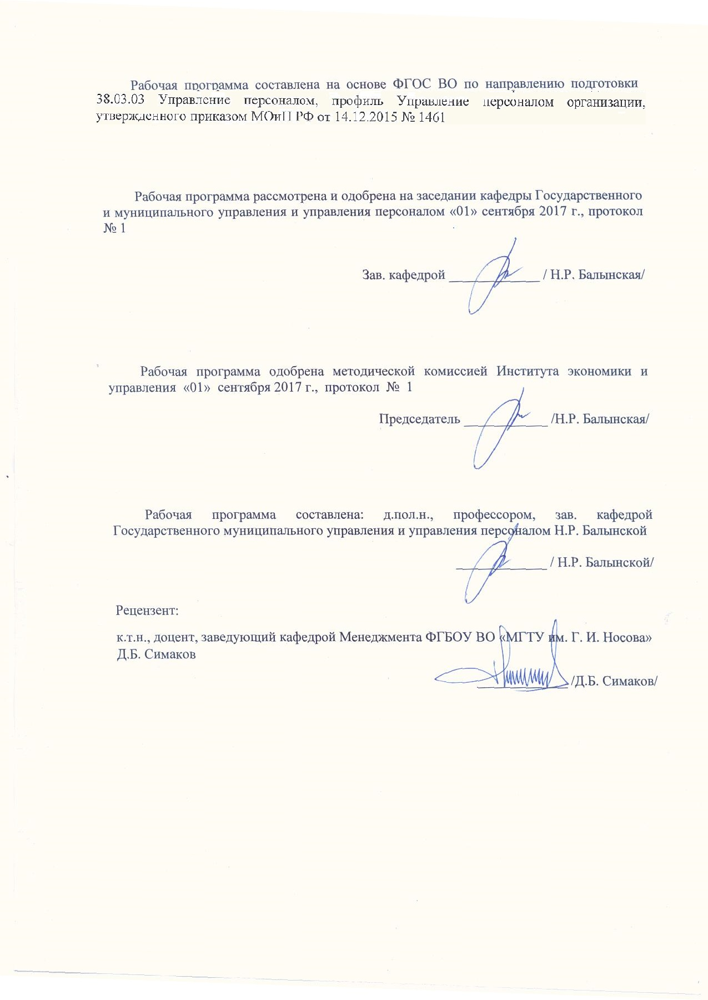 Рабочая программа составлена на основе ФГОС ВО по направлению подготовки
38.03.03 Управление персоналом, профиль Управление персоналом организации,
утвержденного приказом МОиН РФ от 14.12.2015 № 1461
Рабочая программа рассмотрена и одобрена на заседании кафедры Государственного
и муниципального управления и управления персоналом «01» сентября 2017 г., протокол
№ 1
Зав. кафедрой _____________ / Н.Р. Балынская/
Рабочая программа одобрена методической комиссией Института экономики и
управления «01» сентября 2017 г., протокол № 1
Председатель ____________ /Н.Р. Балынская/
Рабочая программа составлена: д.пол.н., профессором, зав. кафедрой
Государственного муниципального управления и управления персоналом Н.Р. Балынской
_____________ / Н.Р. Балынской/
Рецензент:
к.т.н., доцент, заведующий кафедрой Менеджмента ФГБОУ ВО «МГТУ им. Г. И. Носова»
Д.Б. Симаков
_____________ /Д.Б. Симаков/